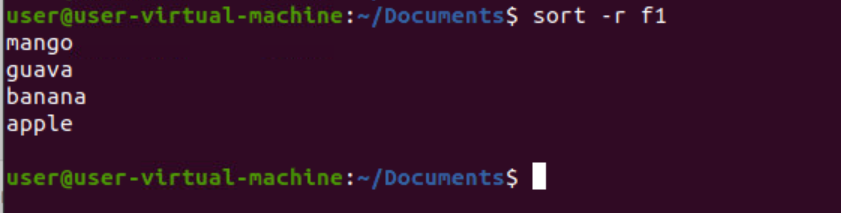 user@user-virtual-machine:~/Documents$ sort -r f1
mango
guava
banana
apple

user@user-virtual-machine:~/Documents$